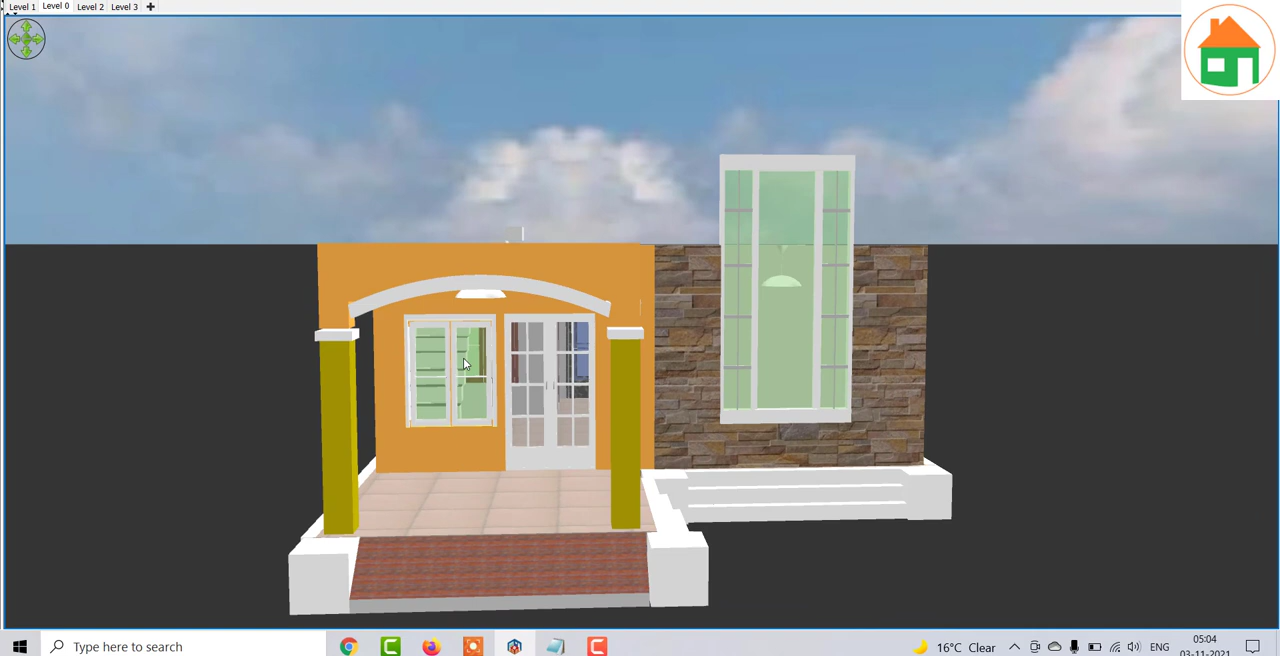 Level 1 Level 0 Level 2 Level 3
Type here to search
16°C Clear
ENG
05:04
03-11-2021